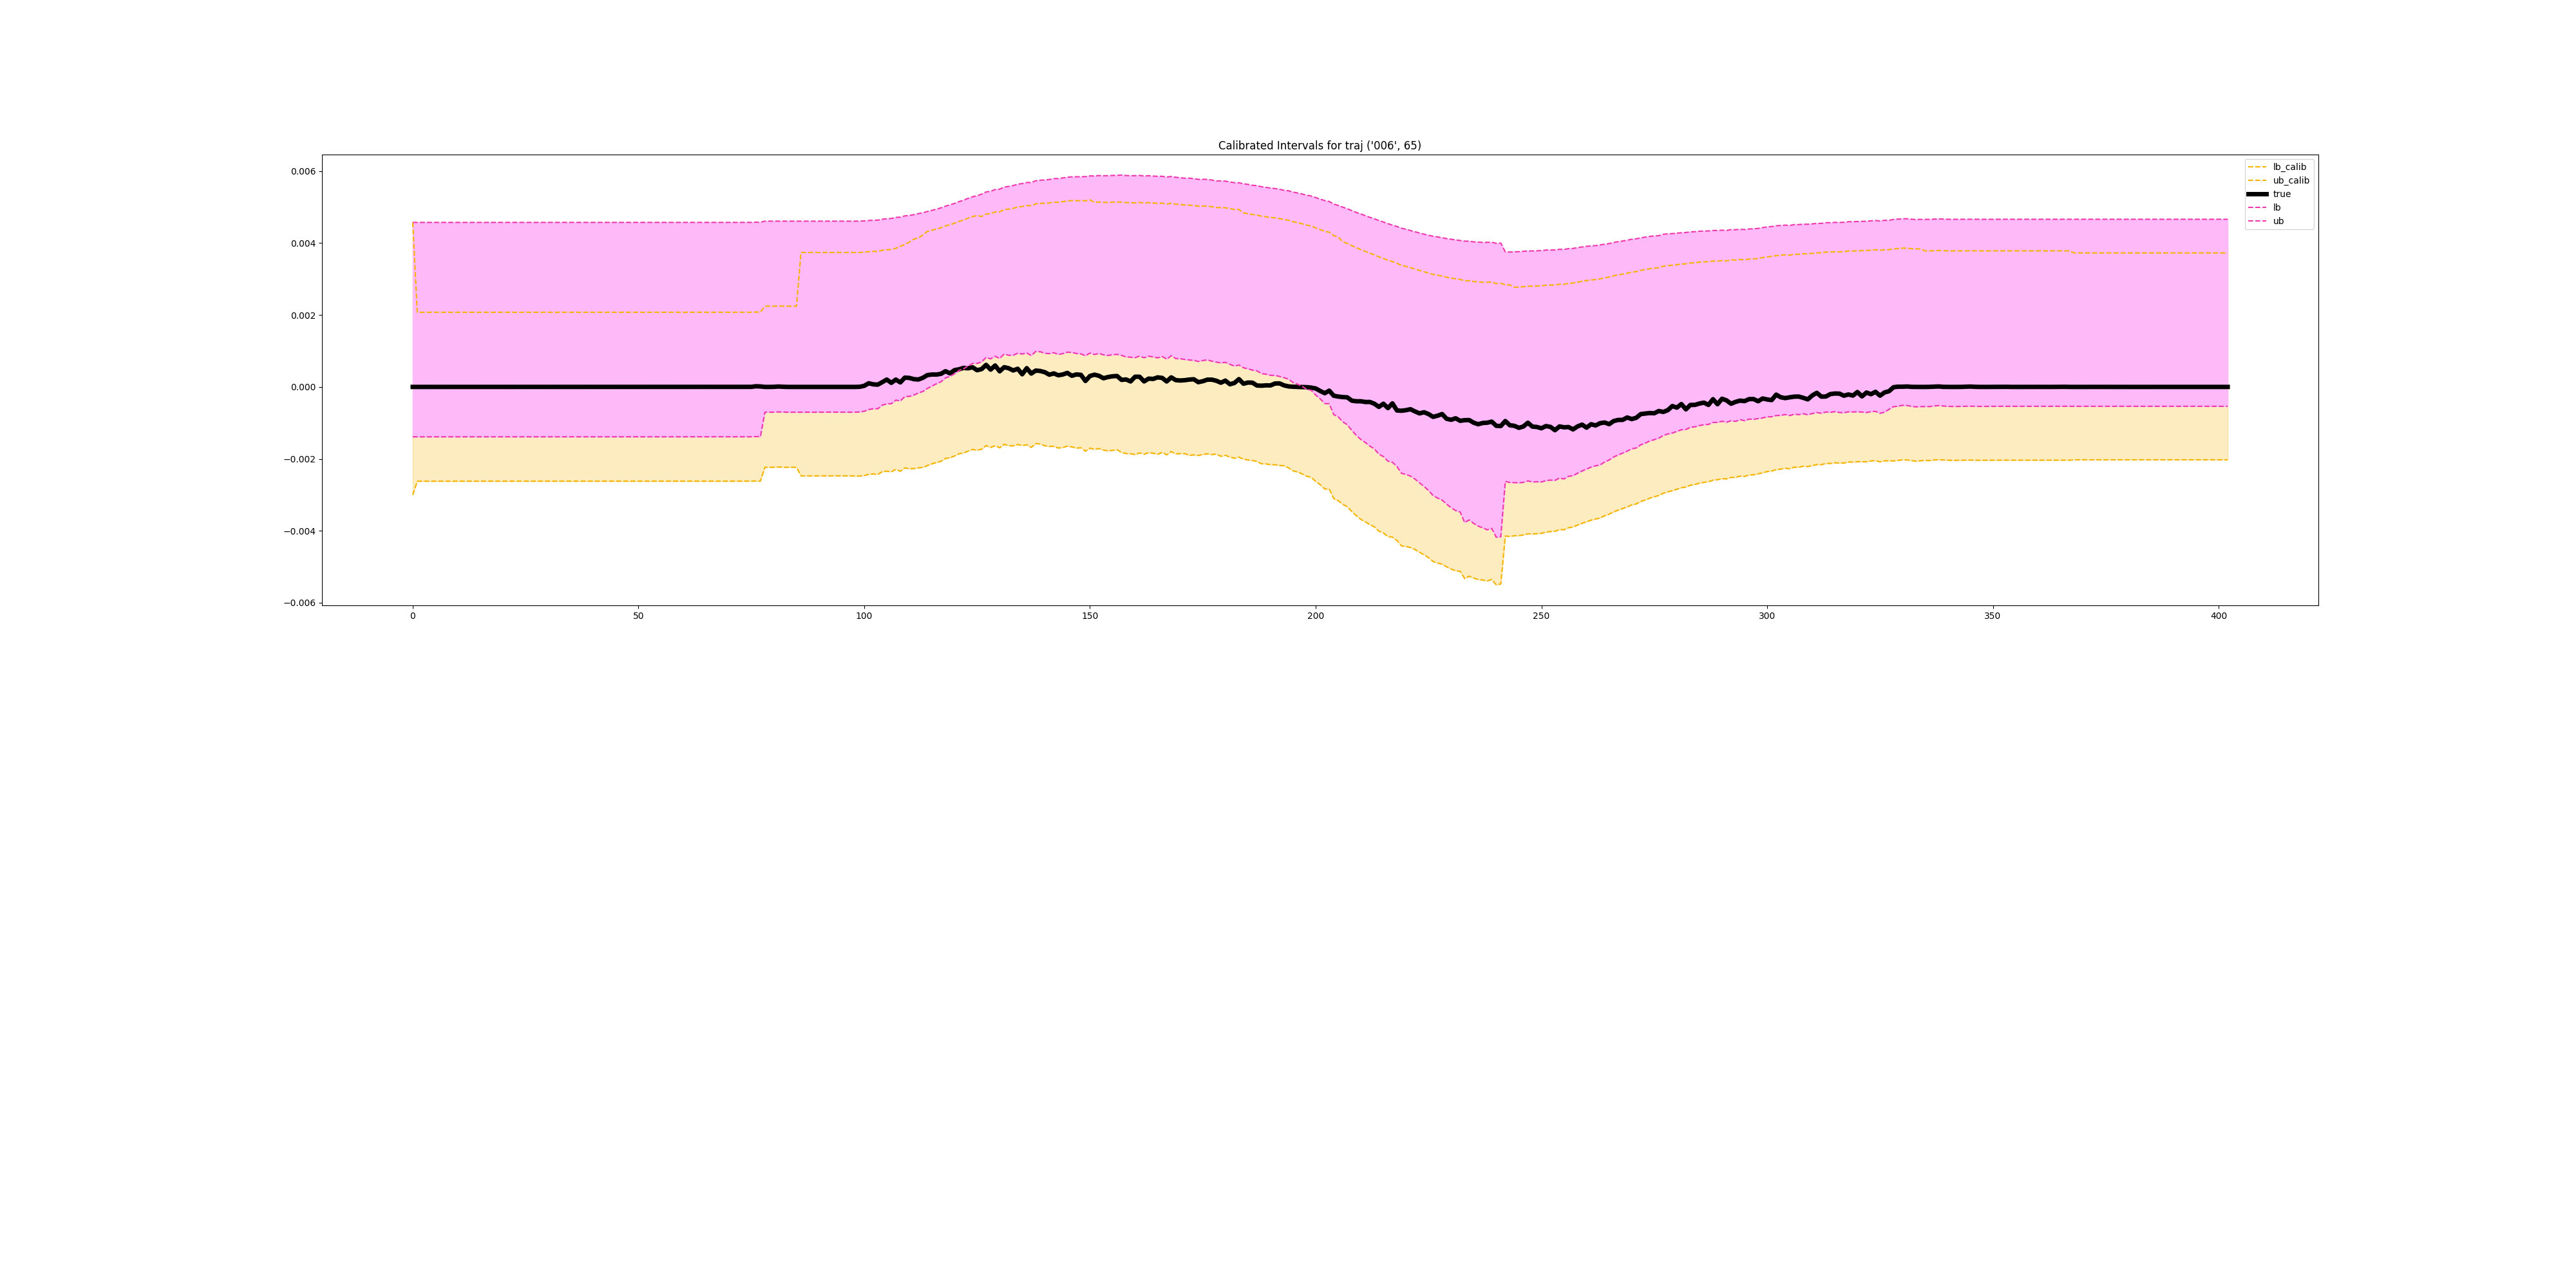 Calibrated Intervals for traj ('006', 65)
lb_calib
ub_calib
true
lb
ub
0.006
0.004
0.002
0.000
−0.002
−0.004
−0.006
0 50 100 150 200 250 300 350 400